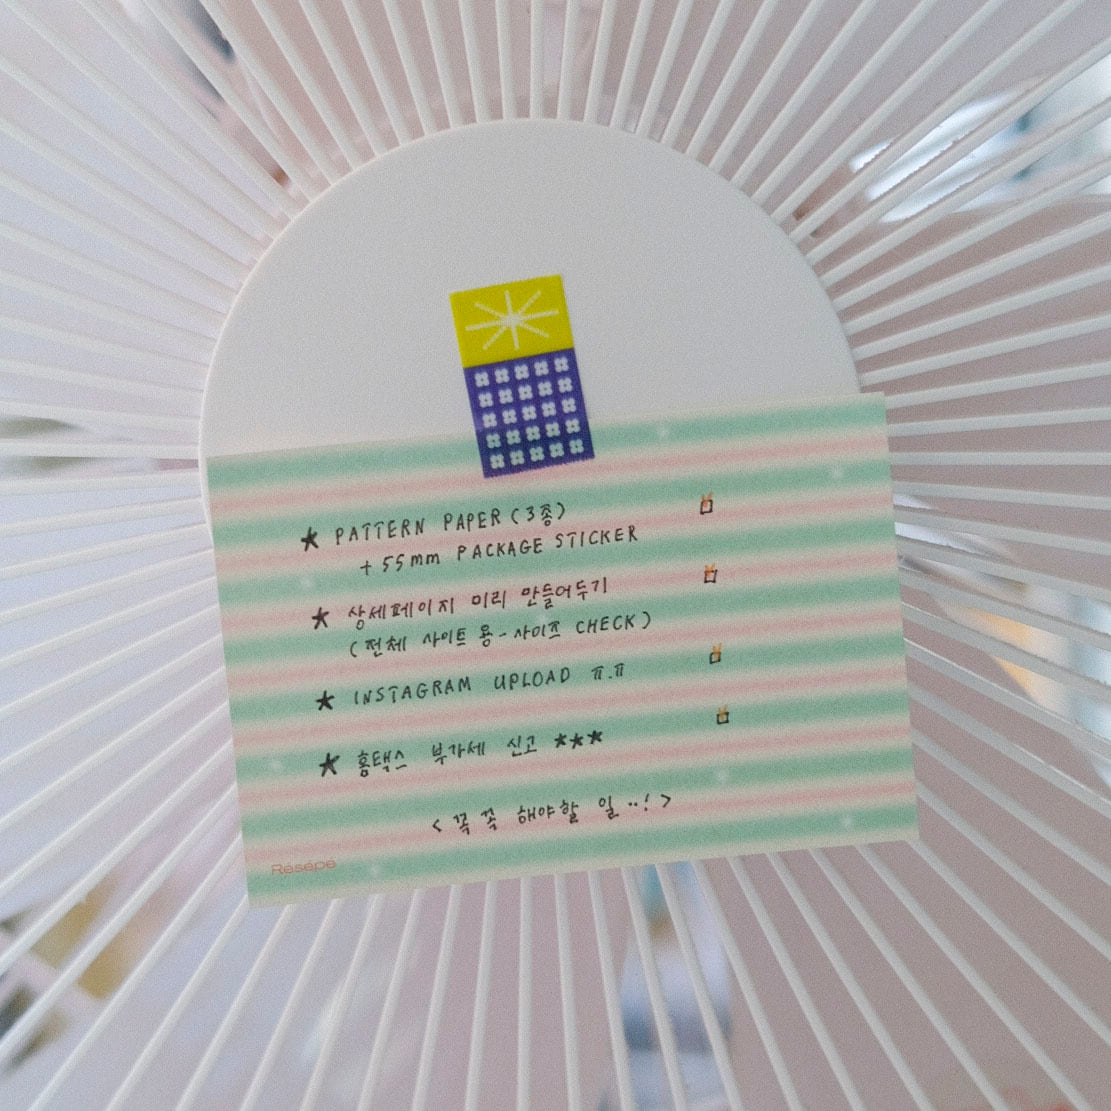 ★ PATTERN PAPER (3종)
+ 55mm PACKAGE STICKER
★ 상세페이지 미리 만들어두기
(전체 사이트 용 - 사이즈 CHECK)
★ INSTAGRAM UPLOAD ㅠ.ㅠ
★ 홈택스 부가세 신고 ★★★
< 꼭 꼭 해야할 일..! >
Résépé